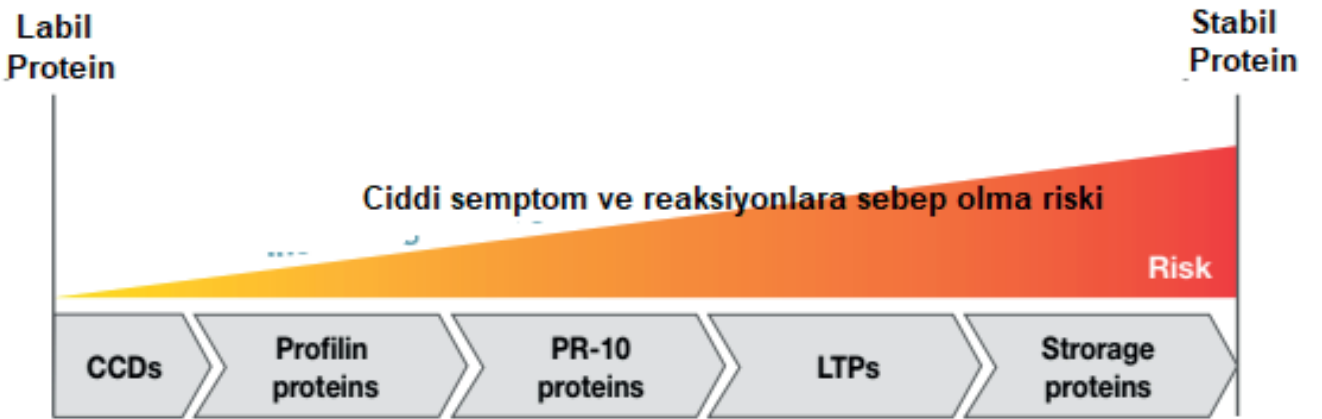 Labil
Protein
Stabil
Protein
Ciddi semptom ve reaksiyonlara sebep olma riski
Risk
CCDs
Profilin
proteins
PR-10
proteins
LTPs
Strorage
proteins